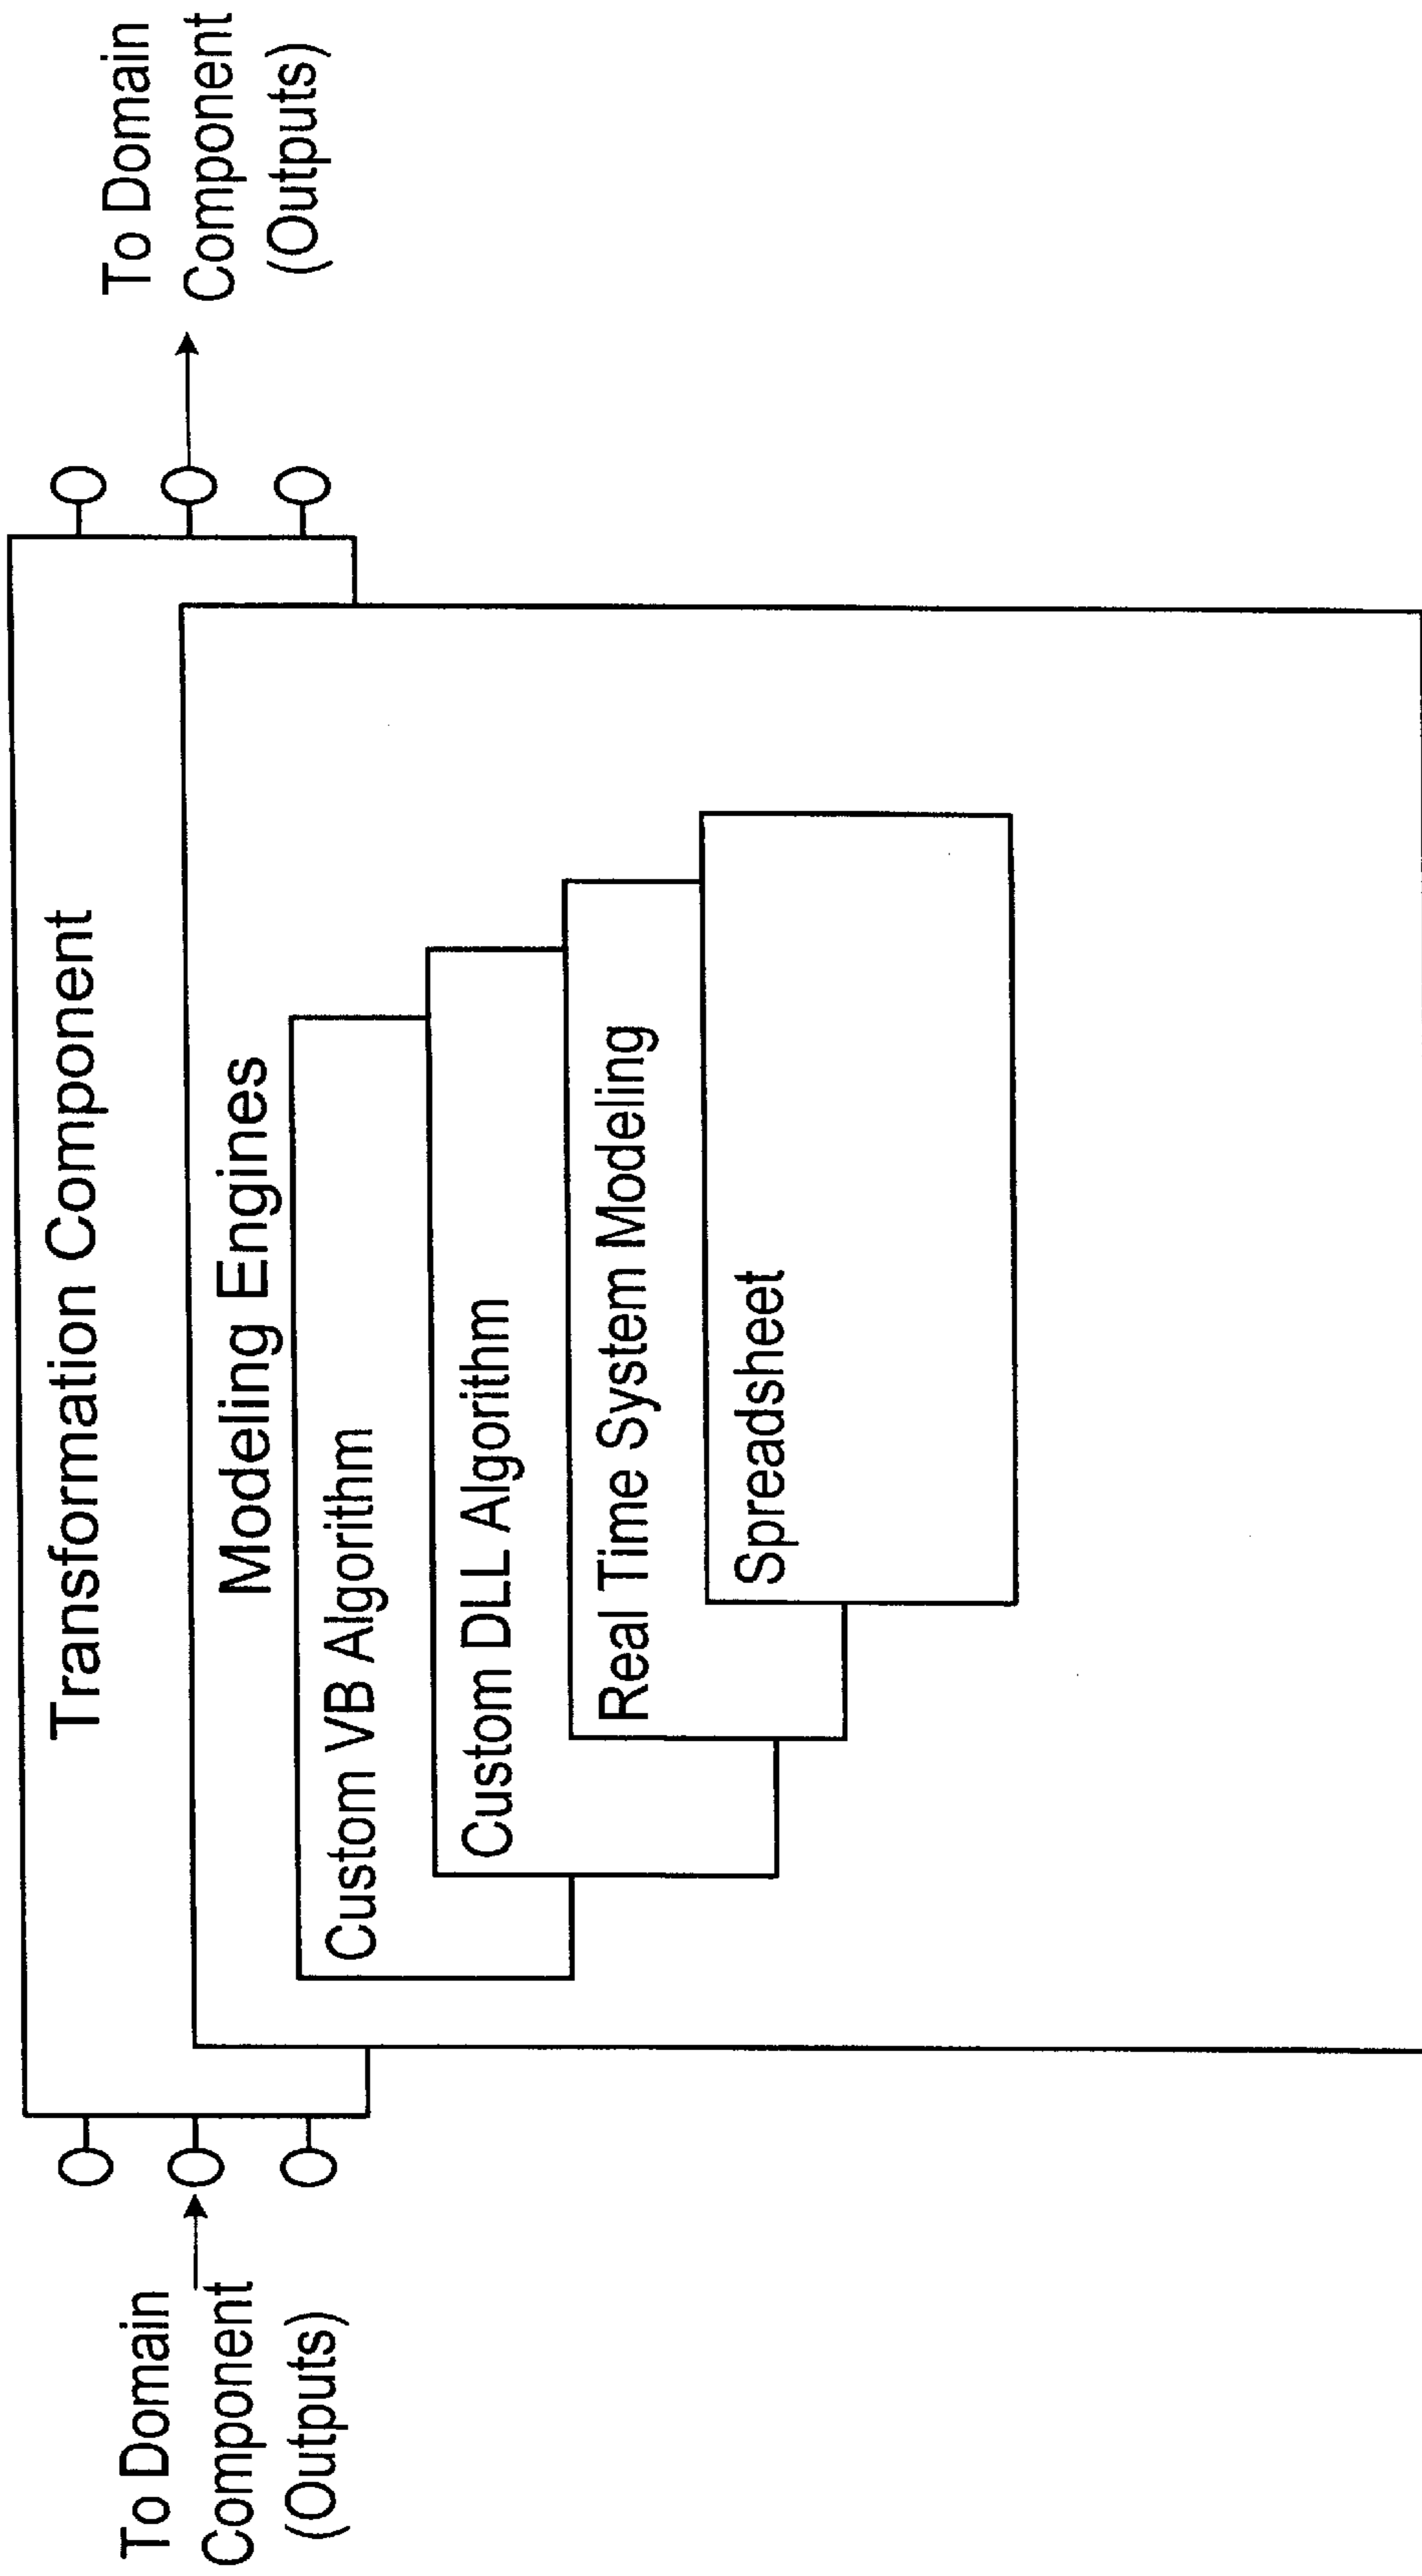 Transformation Component
To Domain
Component
(Outputs)
Modeling Engines
Custom VB Algorithm
Custom DLL Algorithm
Real Time System Modeling
Spreadsheet
To Domain
Component
(Outputs)